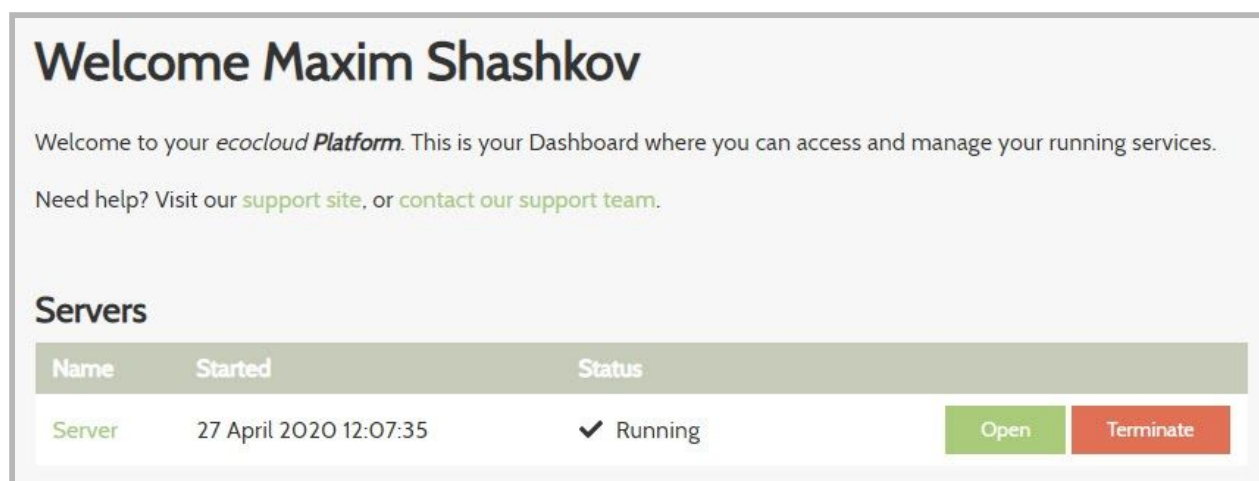 Welcome Maxim Shashkov
Welcome to your ecocloud Platform. This is your Dashboard where you can access and manage your running services.
Need help? Visit our support site, or contact our support team.
Servers
Name Started Status
Server 27 April 2020 12:07:35 Running Open Terminate